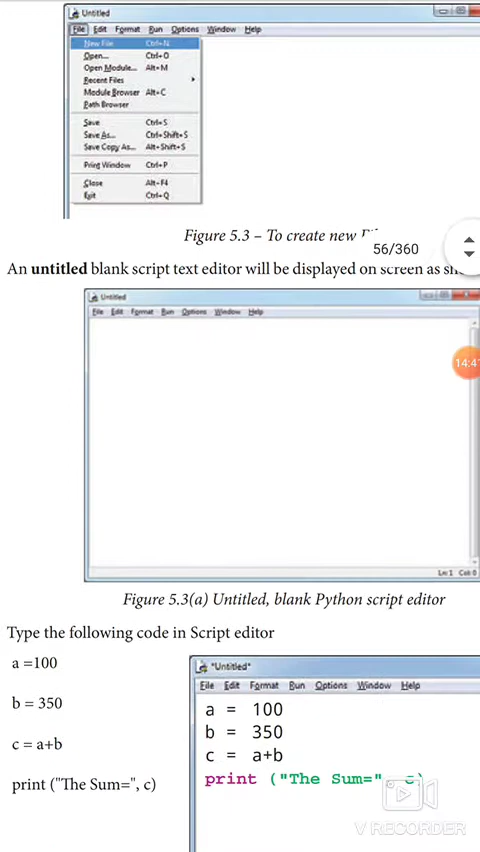 Untitled
File Edit Format Run Options Window Help
New File Ctrl+N
Open... Ctrl+O
Open Module... Alt+M
Recent Files
Module Browser Alt+C
Path Browser
Save Ctrl+S
Save As... Ctrl+Shift+S
Save Copy As... Alt+Shift+S
Print Window Ctrl+P
Close Alt+F4
Exit Ctrl+Q
Figure 5.3 – To create new
56/360
An untitled blank script text editor will be displayed on screen as
Untitled
File Edit Format Run Options Window Help
14:41
Ln: 1 Col: 0
Figure 5.3(a) Untitled, blank Python script editor
Type the following code in Script editor
a =100
b = 350
c = a+b
print ("The Sum=", c)
*Untitled*
File Edit Format Run Options Window Help
a = 100
b = 350
c = a+b
print ("The Sum=", c)
V RECORDER